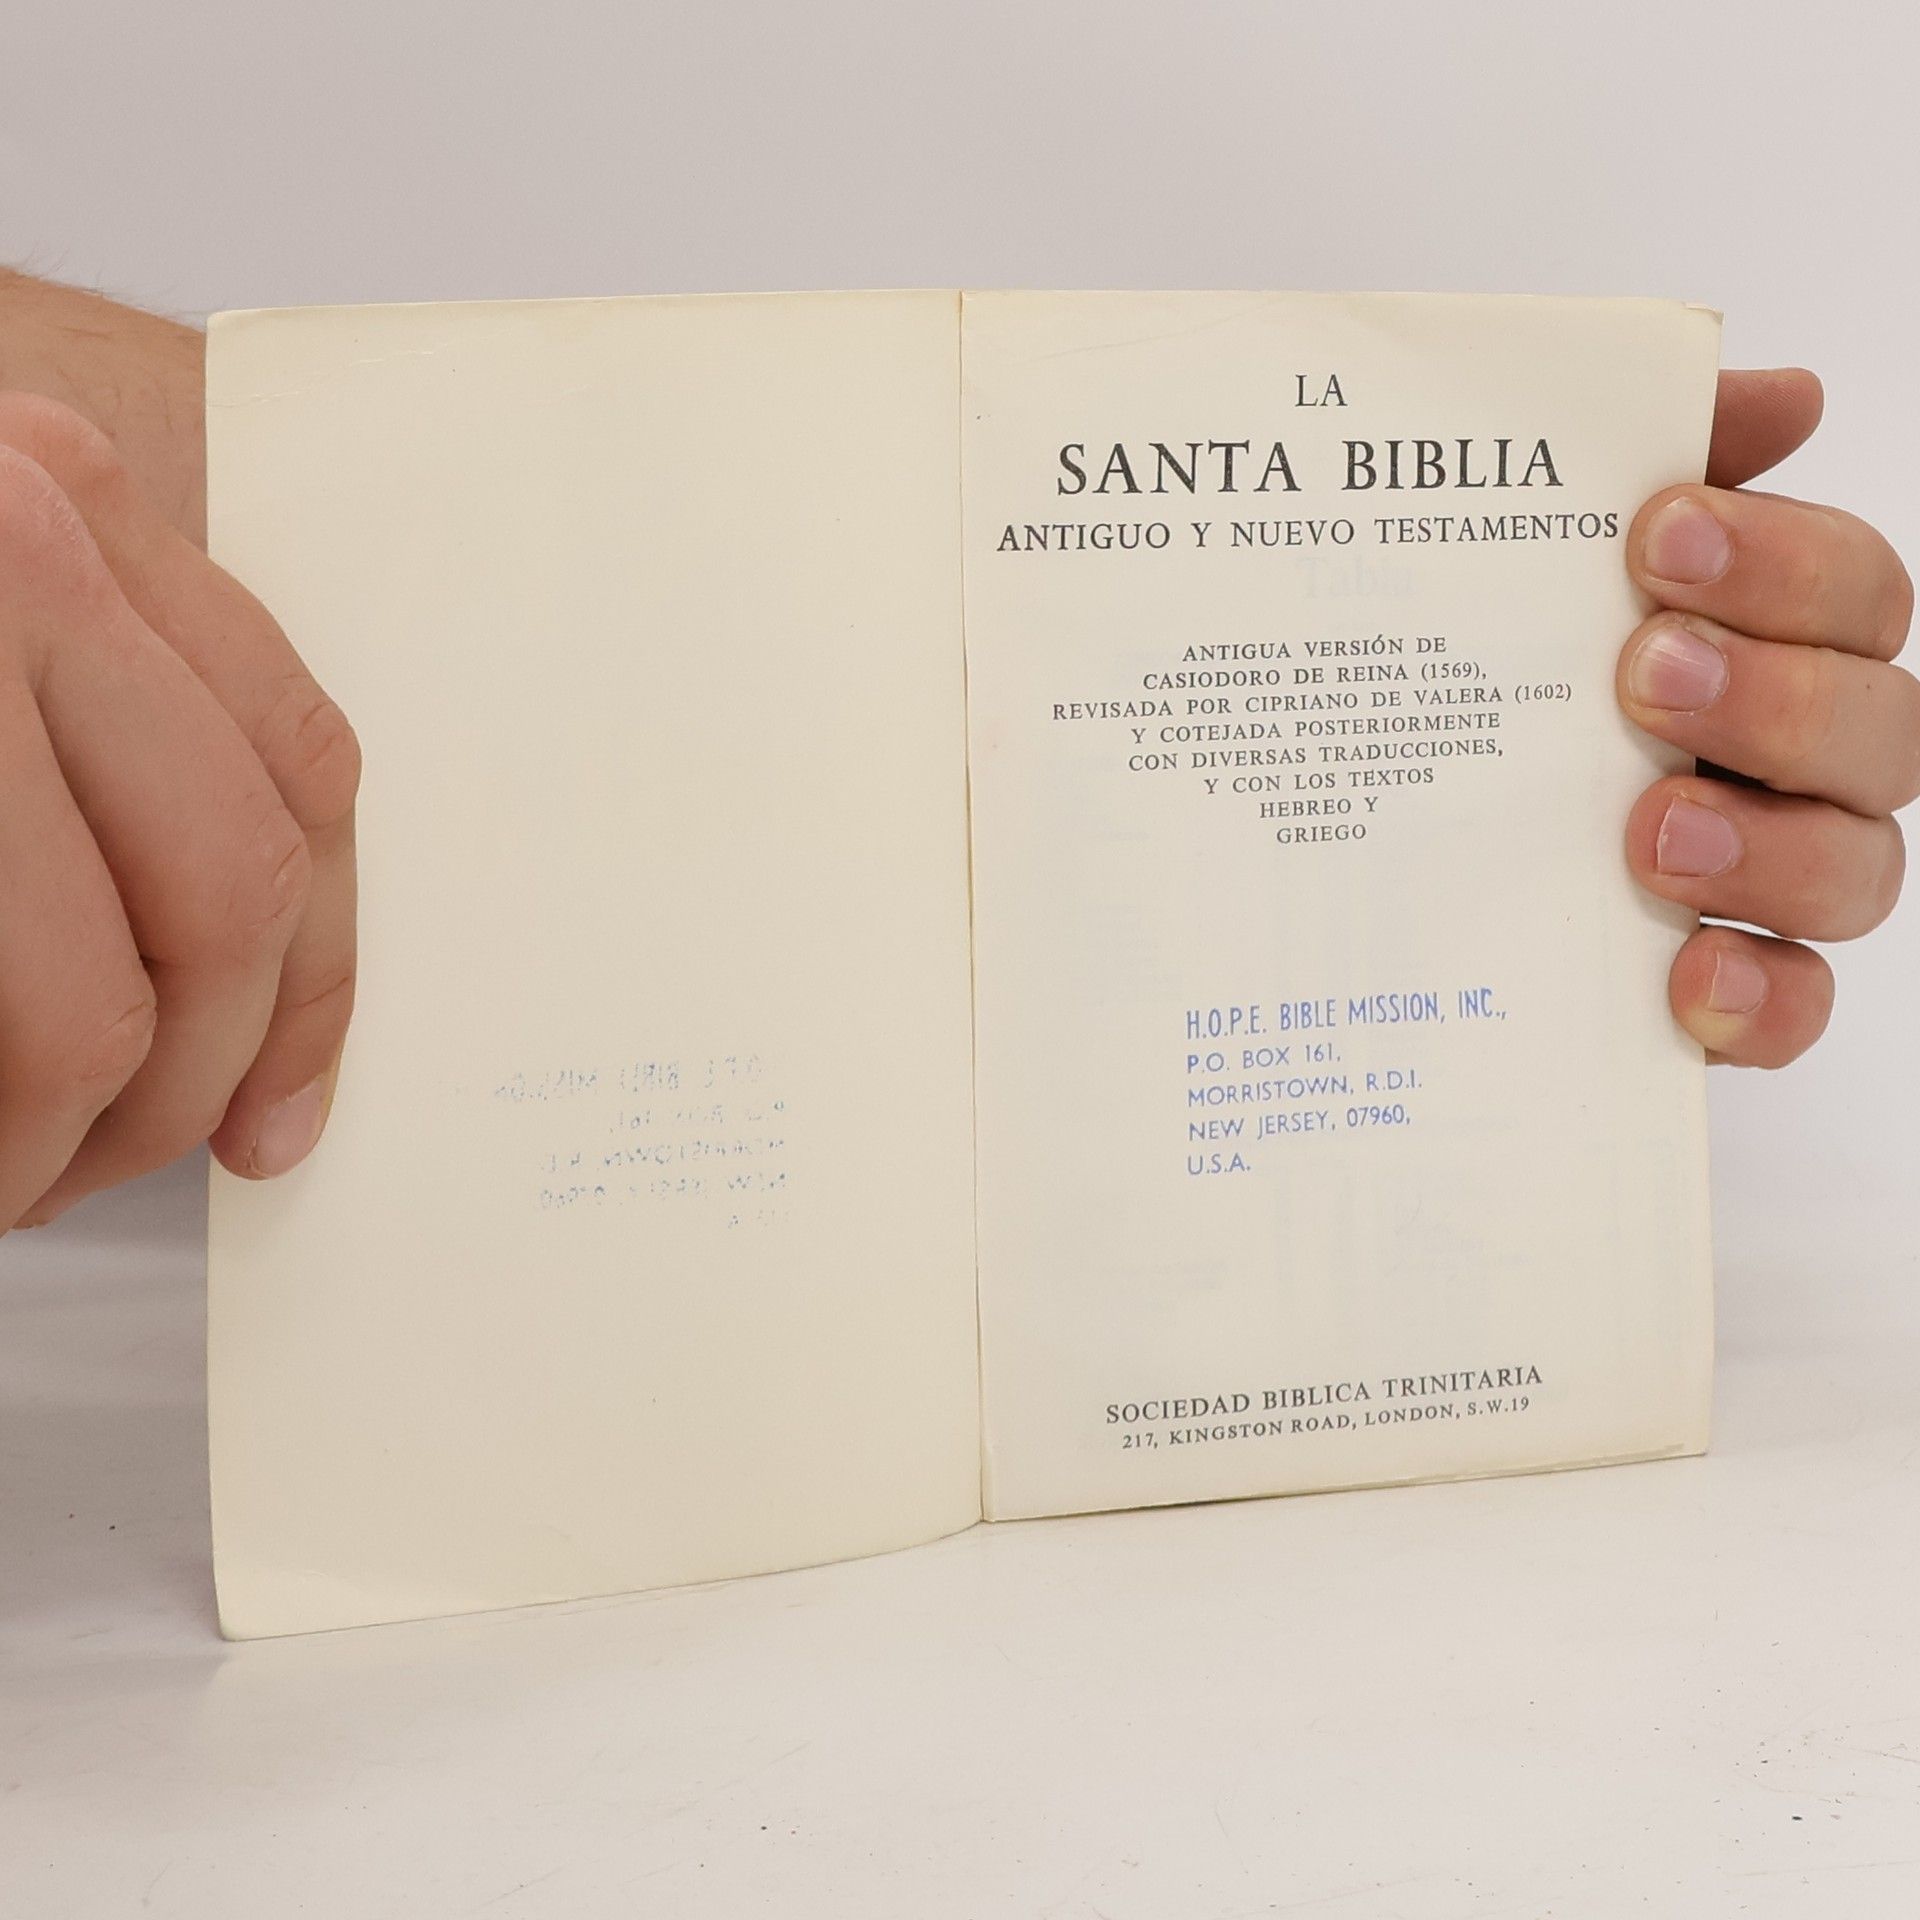 LA
SANTA BIBLIA
ANTIGUO Y NUEVO TESTAMENTOS
ANTIGUA VERSIÓN DE
CASIODORO DE REINA (1569),
REVISADA POR CIPRIANO DE VALERA (1602)
Y COTEJADA POSTERIORMENTE
CON DIVERSAS TRADUCCIONES,
Y CON LOS TEXTOS
HEBREO Y
GRIEGO
H.O.P.E. BIBLE MISSION, INC.,
P.O. BOX 161,
MORRISTOWN, R.D.I.
NEW JERSEY, 07960,
U.S.A.
SOCIEDAD BIBLICA TRINITARIA
217, KINGSTON ROAD, LONDON, S.W.19